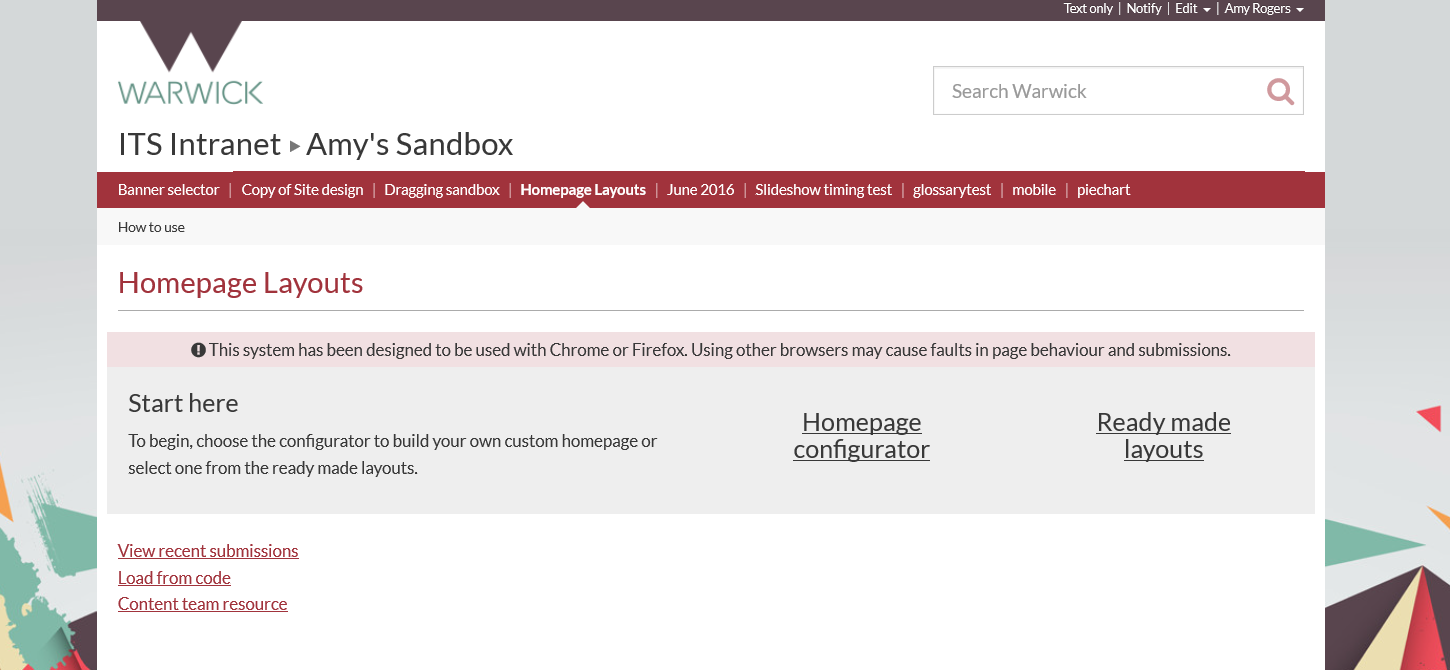 Text only | Notify | Edit | Amy Rogers
WARWICK
Search Warwick
ITS Intranet ▸ Amy's Sandbox
Banner selector | Copy of Site design | Dragging sandbox | Homepage Layouts | June 2016 | Slideshow timing test | glossarytest | mobile | piechart
How to use
Homepage Layouts
This system has been designed to be used with Chrome or Firefox. Using other browsers may cause faults in page behaviour and submissions.
Start here
To begin, choose the configurator to build your own custom homepage or
select one from the ready made layouts.
Homepage
configurator
Ready made
layouts
View recent submissions
Load from code
Content team resource